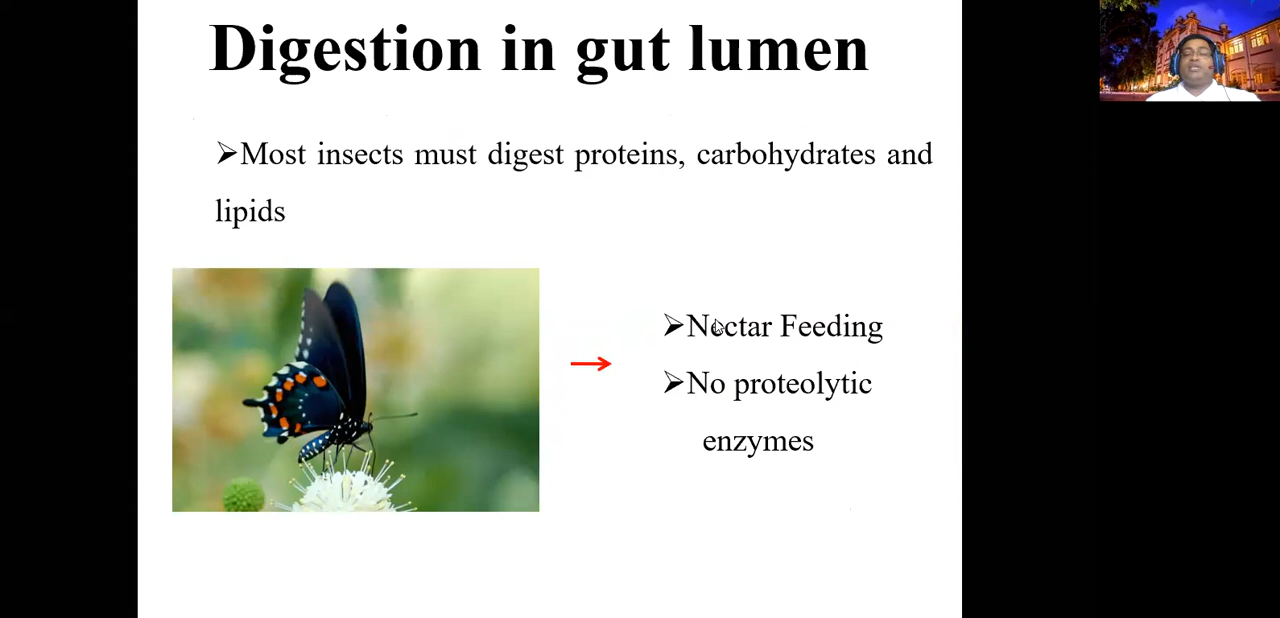 Digestion in gut lumen
➢Most insects must digest proteins, carbohydrates and
lipids
➢Nectar Feeding
➢No proteolytic
enzymes